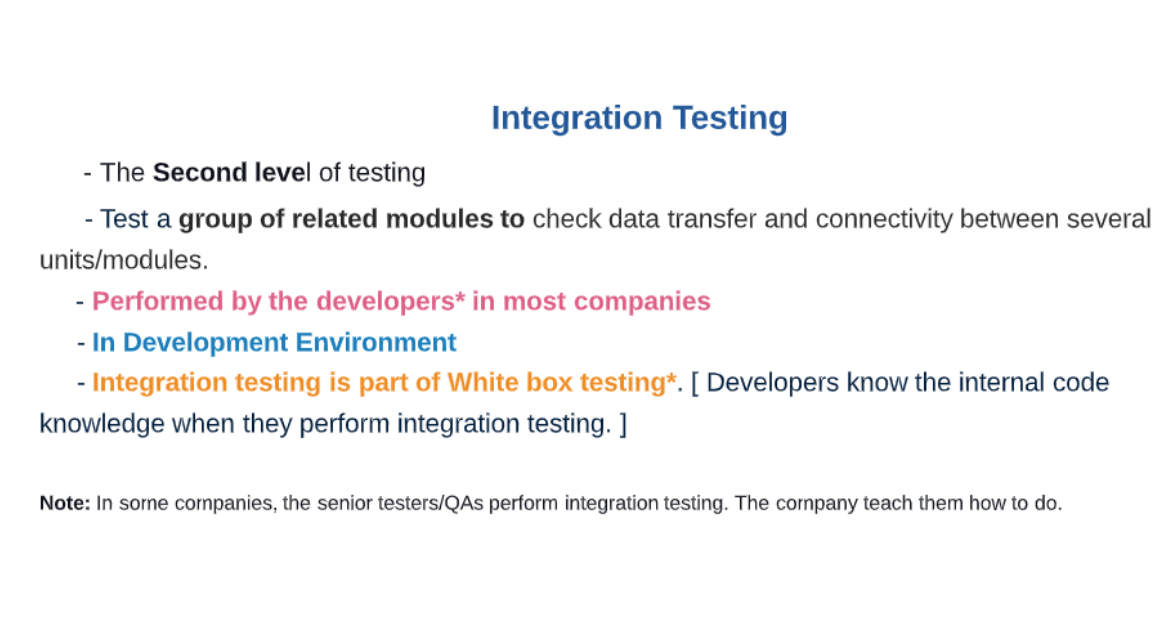 Integration Testing
- The Second level of testing
- Test a group of related modules to check data transfer and connectivity between several
units/modules.
- Performed by the developers* in most companies
- In Development Environment
- Integration testing is part of White box testing*. [ Developers know the internal code
knowledge when they perform integration testing. ]
Note: In some companies, the senior testers/QAs perform integration testing. The company teach them how to do.